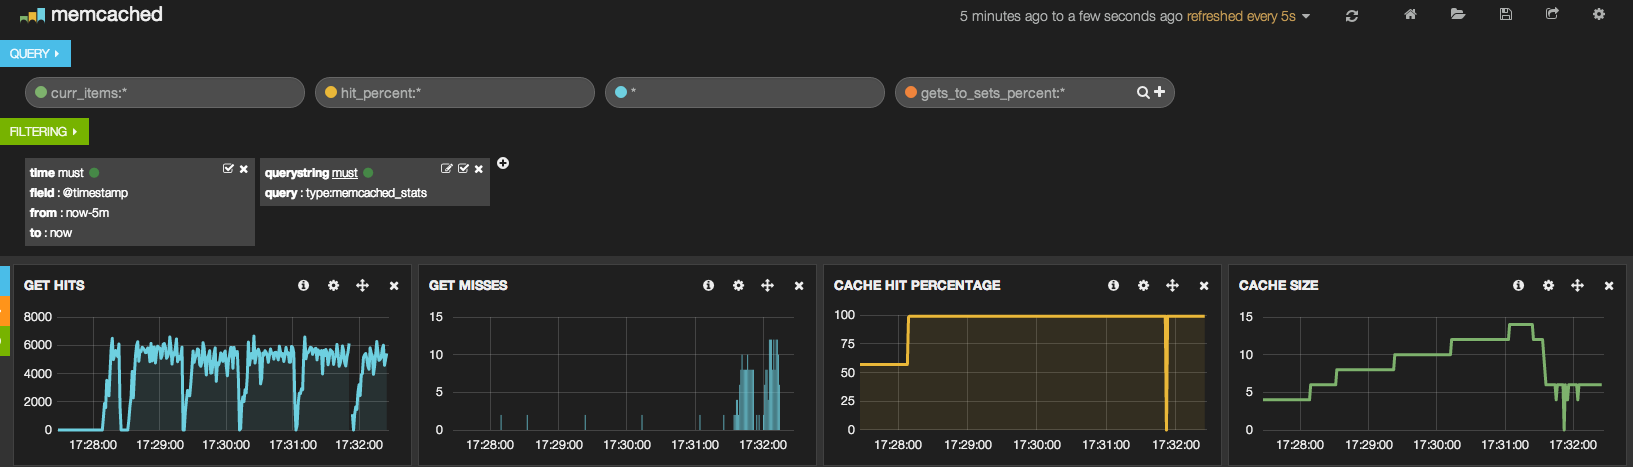 memcached
5 minutes ago to a few seconds ago refreshed every 5s
QUERY
curr_items:* hit_percent:* * gets_to_sets_percent:*
FILTERING
time must querystring must
field : @timestamp query : type:memcached_stats
from : now-5m
to : now
GET HITS GET MISSES CACHE HIT PERCENTAGE CACHE SIZE
8000 15 100 15
6000 10 75 10
4000 5 50 5
2000 0 25 0
0 0
17:28:00 17:29:00 17:30:00 17:31:00 17:32:00 17:28:00 17:29:00 17:30:00 17:31:00 17:32:00 17:28:00 17:29:00 17:30:00 17:31:00 17:32:00 17:28:00 17:29:00 17:30:00 17:31:00 17:32:00